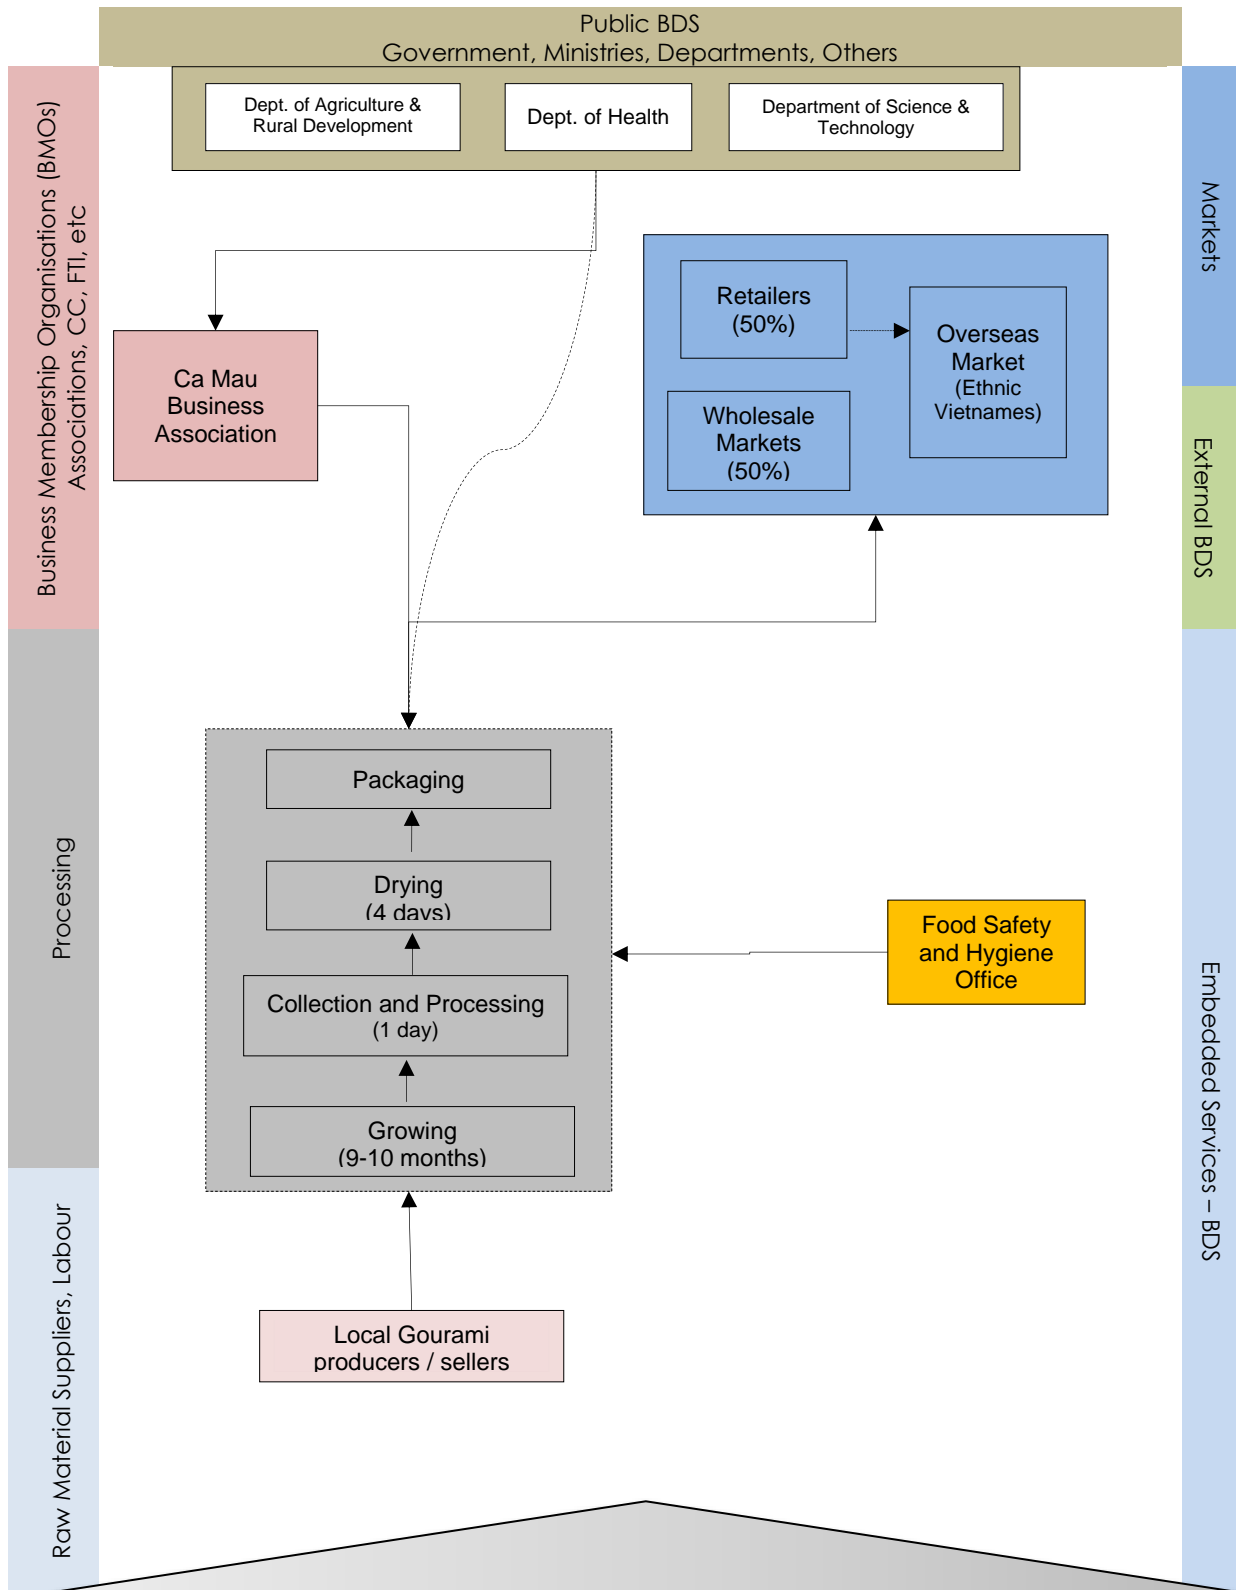 Public BDS
Government, Ministries, Departments, Others
Dept. of Agriculture &
Rural Development
Dept. of Health
Department of Science &
Technology
Business Membership Organisations (BMOs)
Associations, CC, FTI, etc
Markets
Retailers
(50%)
Overseas
Market
(Ethnic
Vietnames)
Wholesale
Markets
(50%)
Ca Mau
Business
Association
External BDS
Processing
Packaging
Drying
(4 days)
Collection and Processing
(1 day)
Growing
(9-10 months)
Food Safety
and Hygiene
Office
Embedded Services – BDS
Raw Material Suppliers, Labour
Local Gourami
producers / sellers